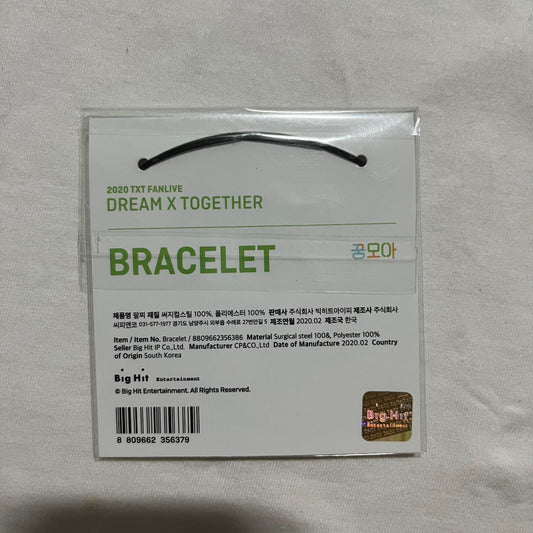 2020 TXT FANLIVE
DREAM X TOGETHER
BRACELET
꿈모아
제품명 팔찌 재질 써지컬스틸 100%, 폴리에스터 100% 판매사 주식회사 빅히트아이피 제조사 주식회사
씨피앤코 031-577-1977 경기도 남양주시 와부읍 수레로 27번안길 5 제조연월 2020.02 제조국 한국
Item / Item No. Bracelet / 8809662356386 Material Surgical steel 100&, Polyester 100%
Seller Big Hit IP Co.,Ltd. Manufacturer CP&CO.,Ltd Date of Manufacture 2020.02 Country
of Origin South Korea
Big Hit Entertainment
© Big Hit Entertainment. All Rights Reserved.
8 809662 356379
Big Hit
Entertainment